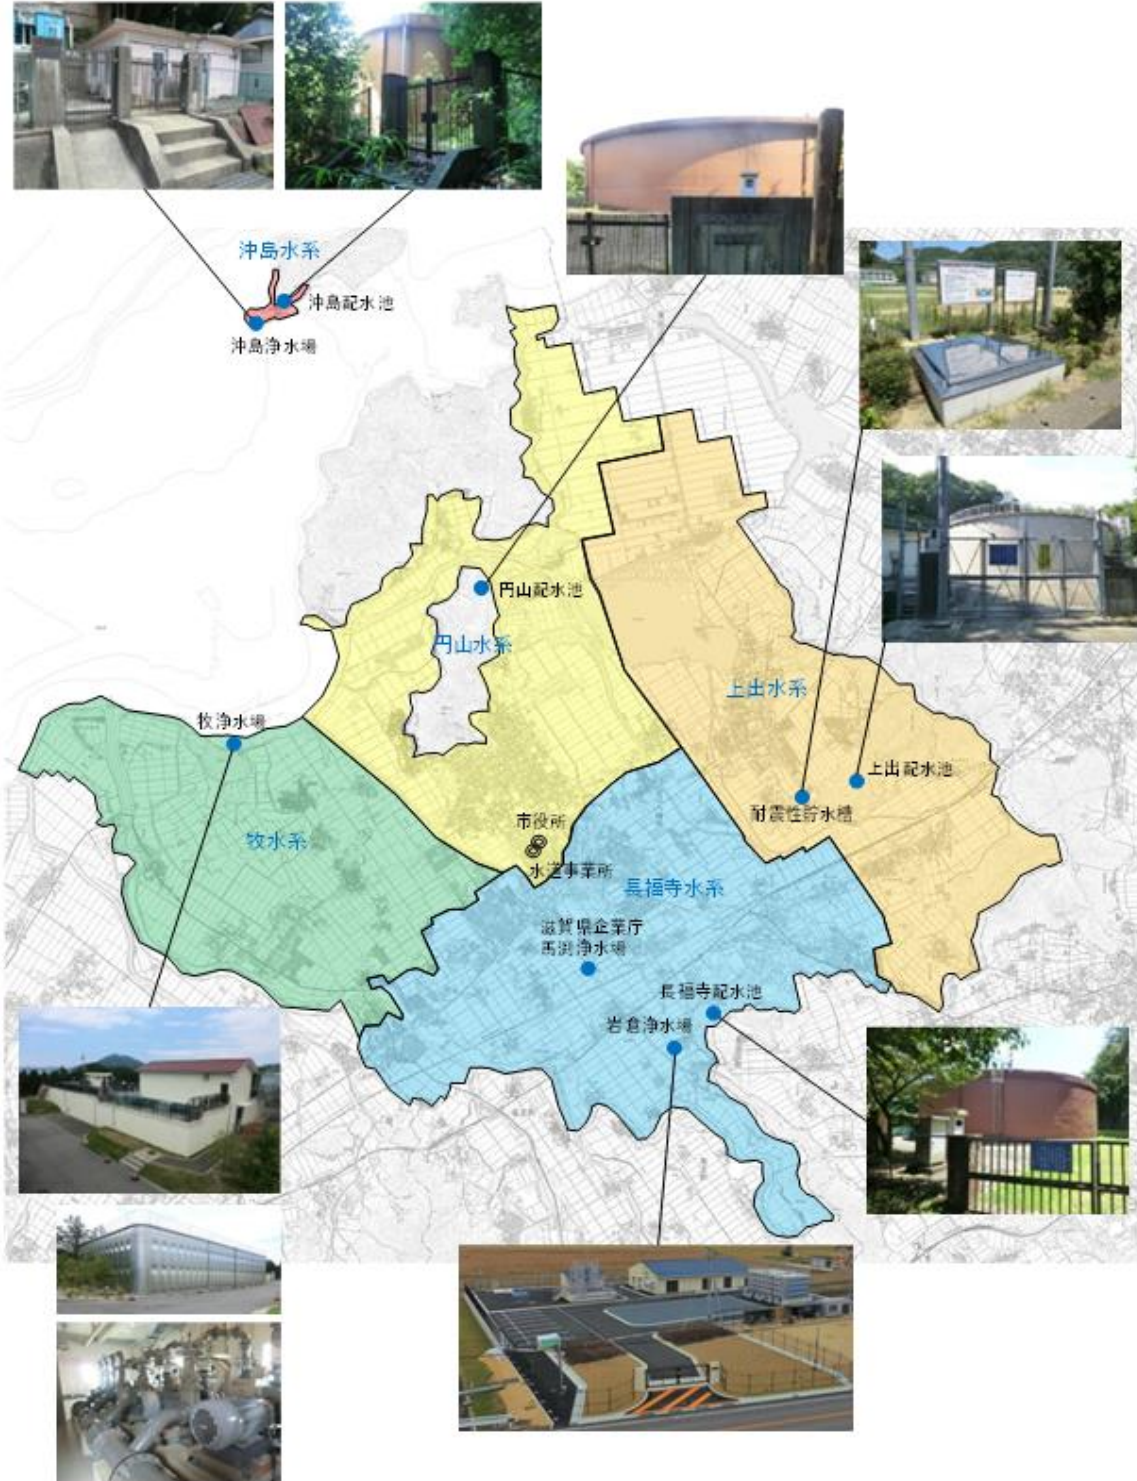 沖島水系
沖島配水池
沖島浄水場
円山配水池
円山水系
上出水系
牧浄水場
上出配水池
耐震性貯水槽
牧水系
市役所
水道事業所
長福寺水系
滋賀県企業庁
馬渕浄水場
長福寺配水池
岩倉浄水場